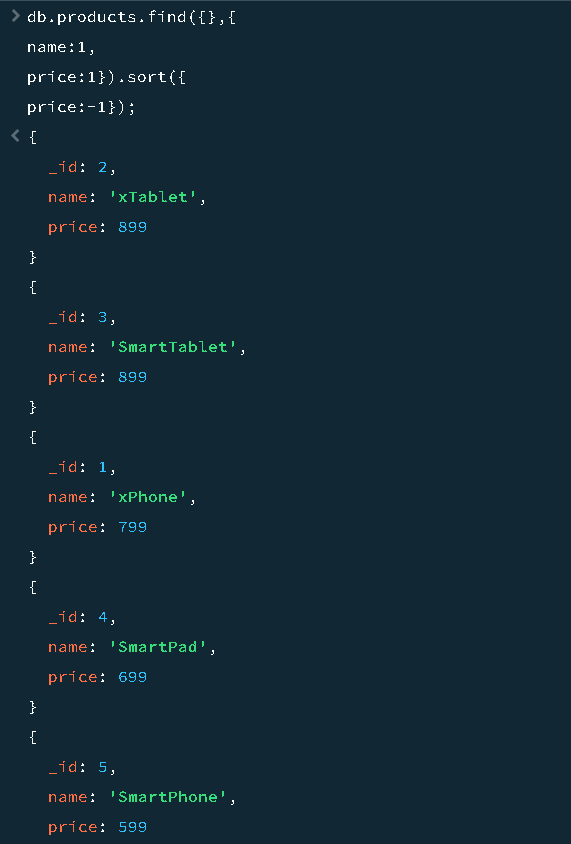 > db.products.find({},{
name:1,
price:1}).sort({
price:-1});
< {
_id: 2,
name: 'xTablet',
price: 899
}
{
_id: 3,
name: 'SmartTablet',
price: 899
}
{
_id: 1,
name: 'xPhone',
price: 799
}
{
_id: 4,
name: 'SmartPad',
price: 699
}
{
_id: 5,
name: 'SmartPhone',
price: 599